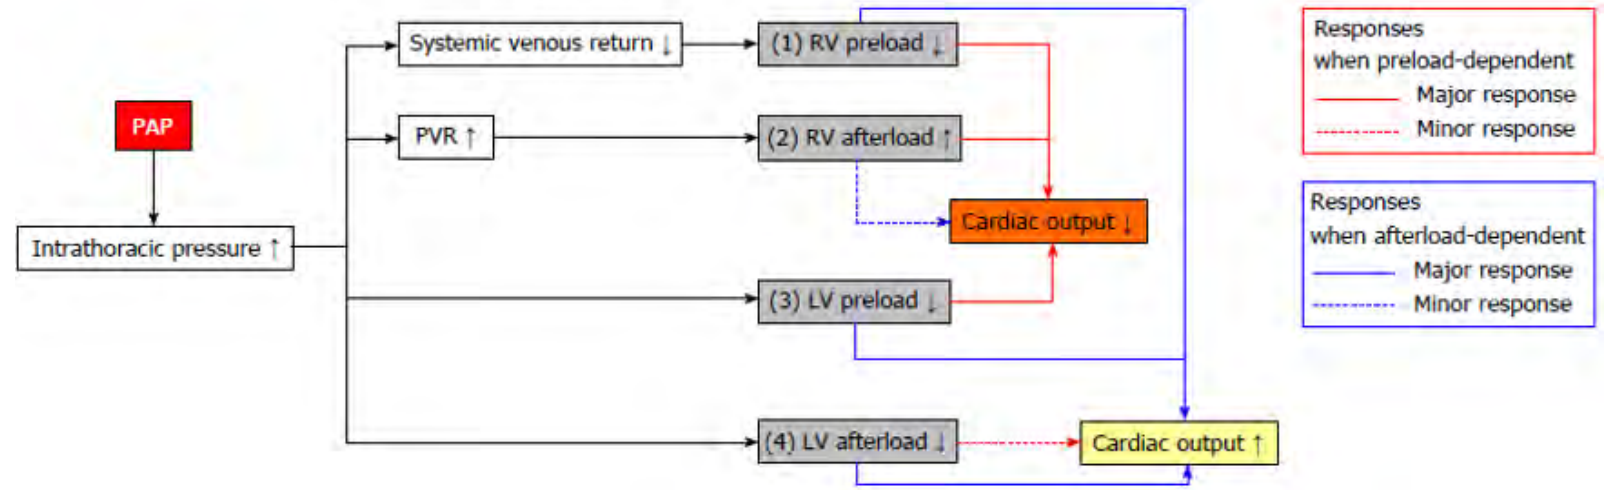 Systemic venous return ↓
(1) RV preload ↓
PAP
PVR ↑
(2) RV afterload ↑
Cardiac output ↓
Intrathoracic pressure ↑
(3) LV preload ↓
(4) LV afterload ↓
Cardiac output ↑
Responses
when preload-dependent
Major response
Minor response
Responses
when afterload-dependent
Major response
Minor response